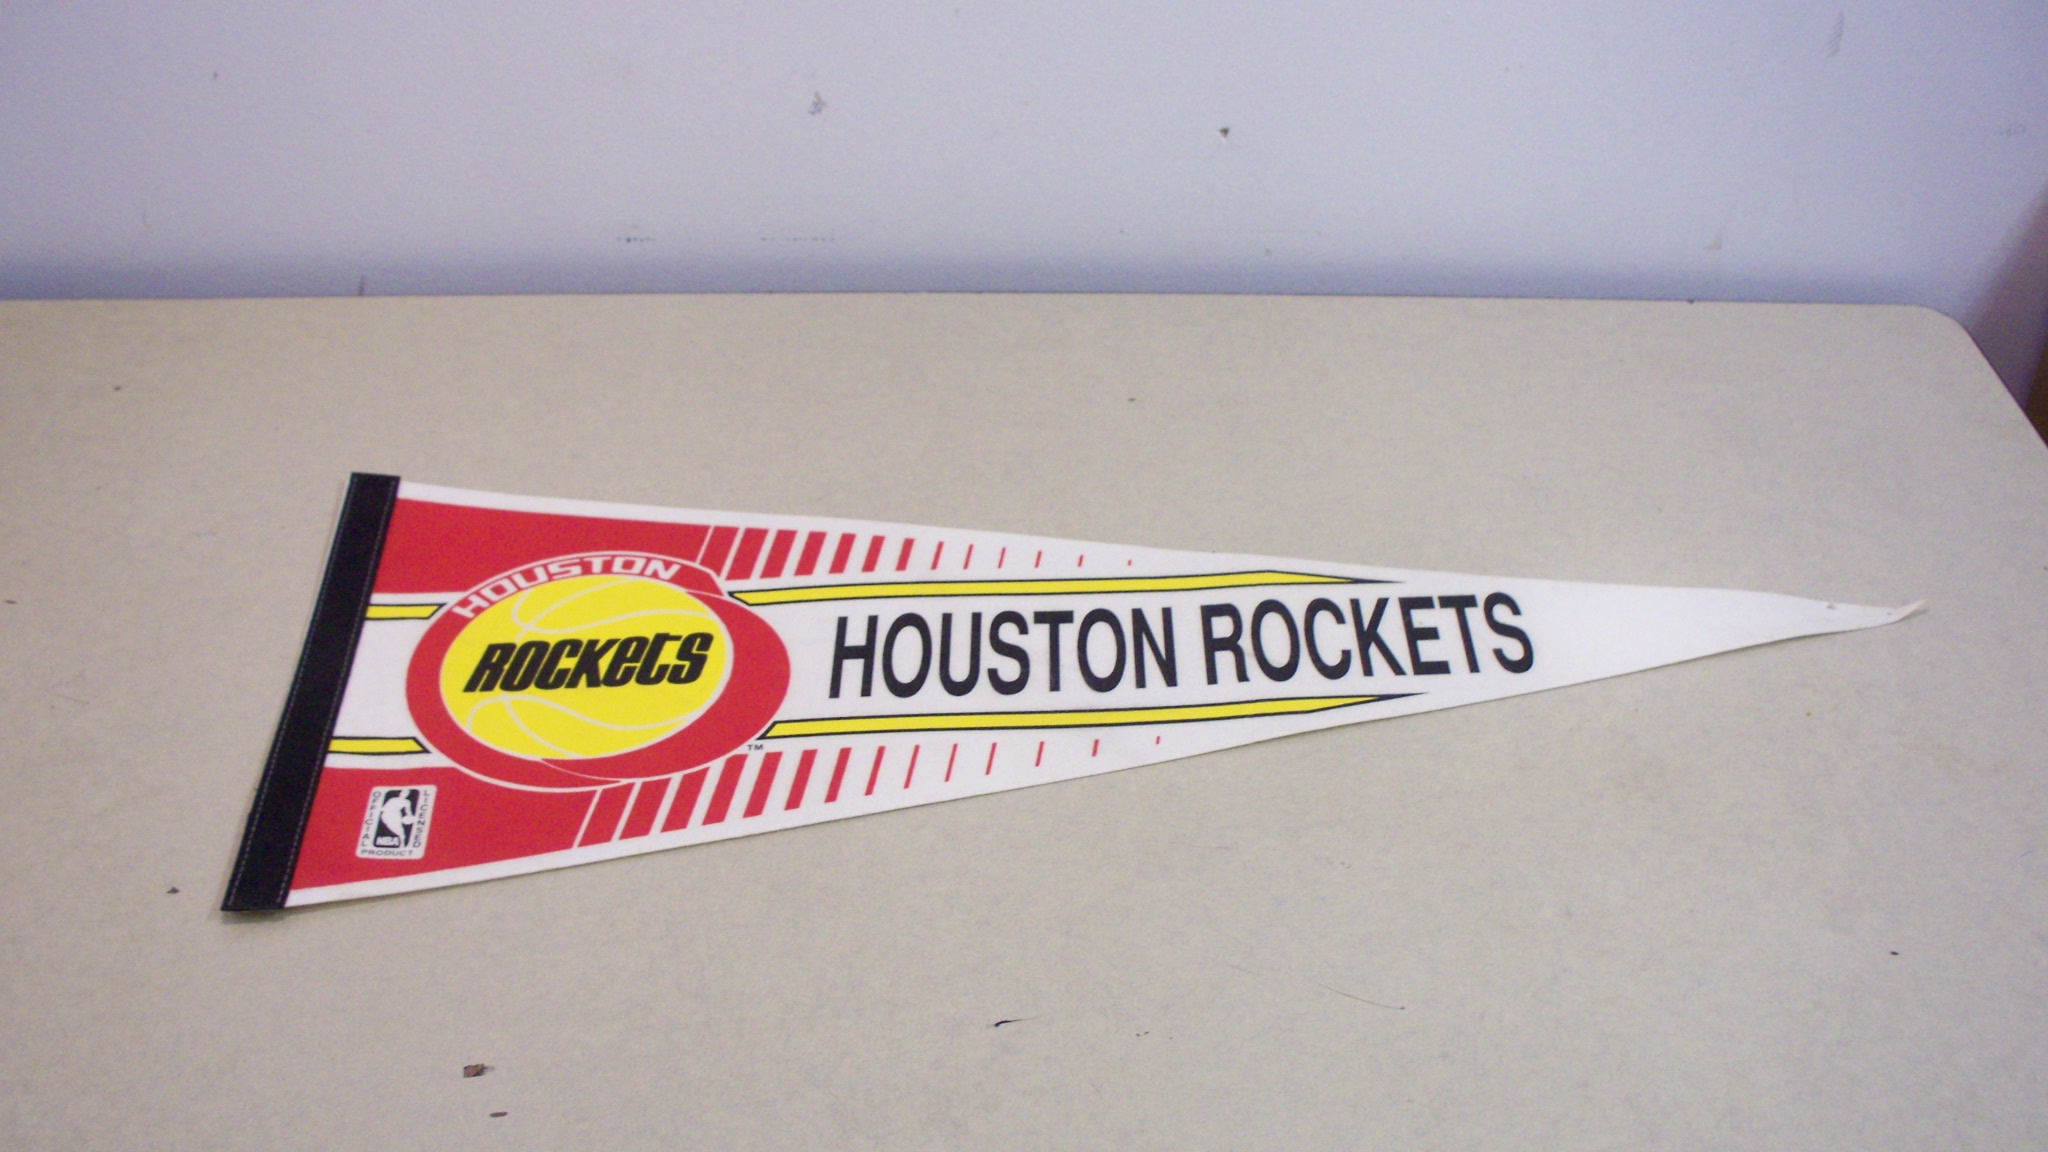 HOUSTON
ROCKETS
TM
HOUSTON ROCKETS
OFFICIAL
LICENSED
NBA
PRODUCT